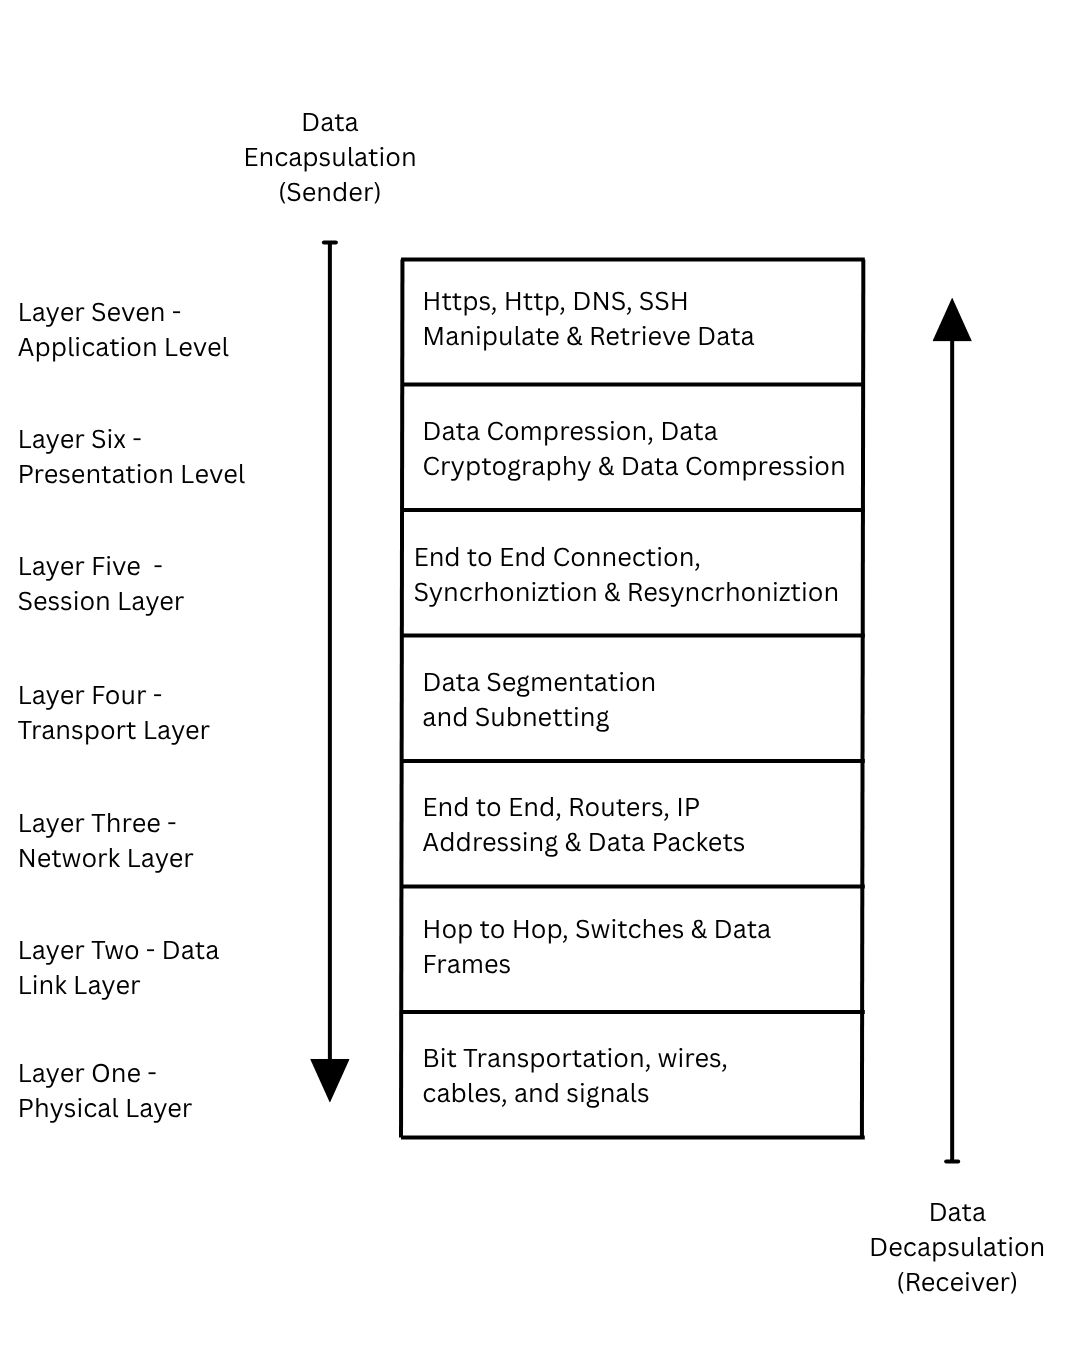 Data
Encapsulation
(Sender)
Layer Seven -
Application Level
Https, Http, DNS, SSH
Manipulate & Retrieve Data
Layer Six -
Presentation Level
Data Compression, Data
Cryptography & Data Compression
Layer Five  -
Session Layer
End to End Connection,
Syncrhoniztion & Resyncrhoniztion
Layer Four -
Transport Layer
Data Segmentation
and Subnetting
Layer Three -
Network Layer
End to End, Routers, IP
Addressing & Data Packets
Layer Two - Data
Link Layer
Hop to Hop, Switches & Data
Frames
Layer One -
Physical Layer
Bit Transportation, wires,
cables, and signals
Data
Decapsulation
(Receiver)